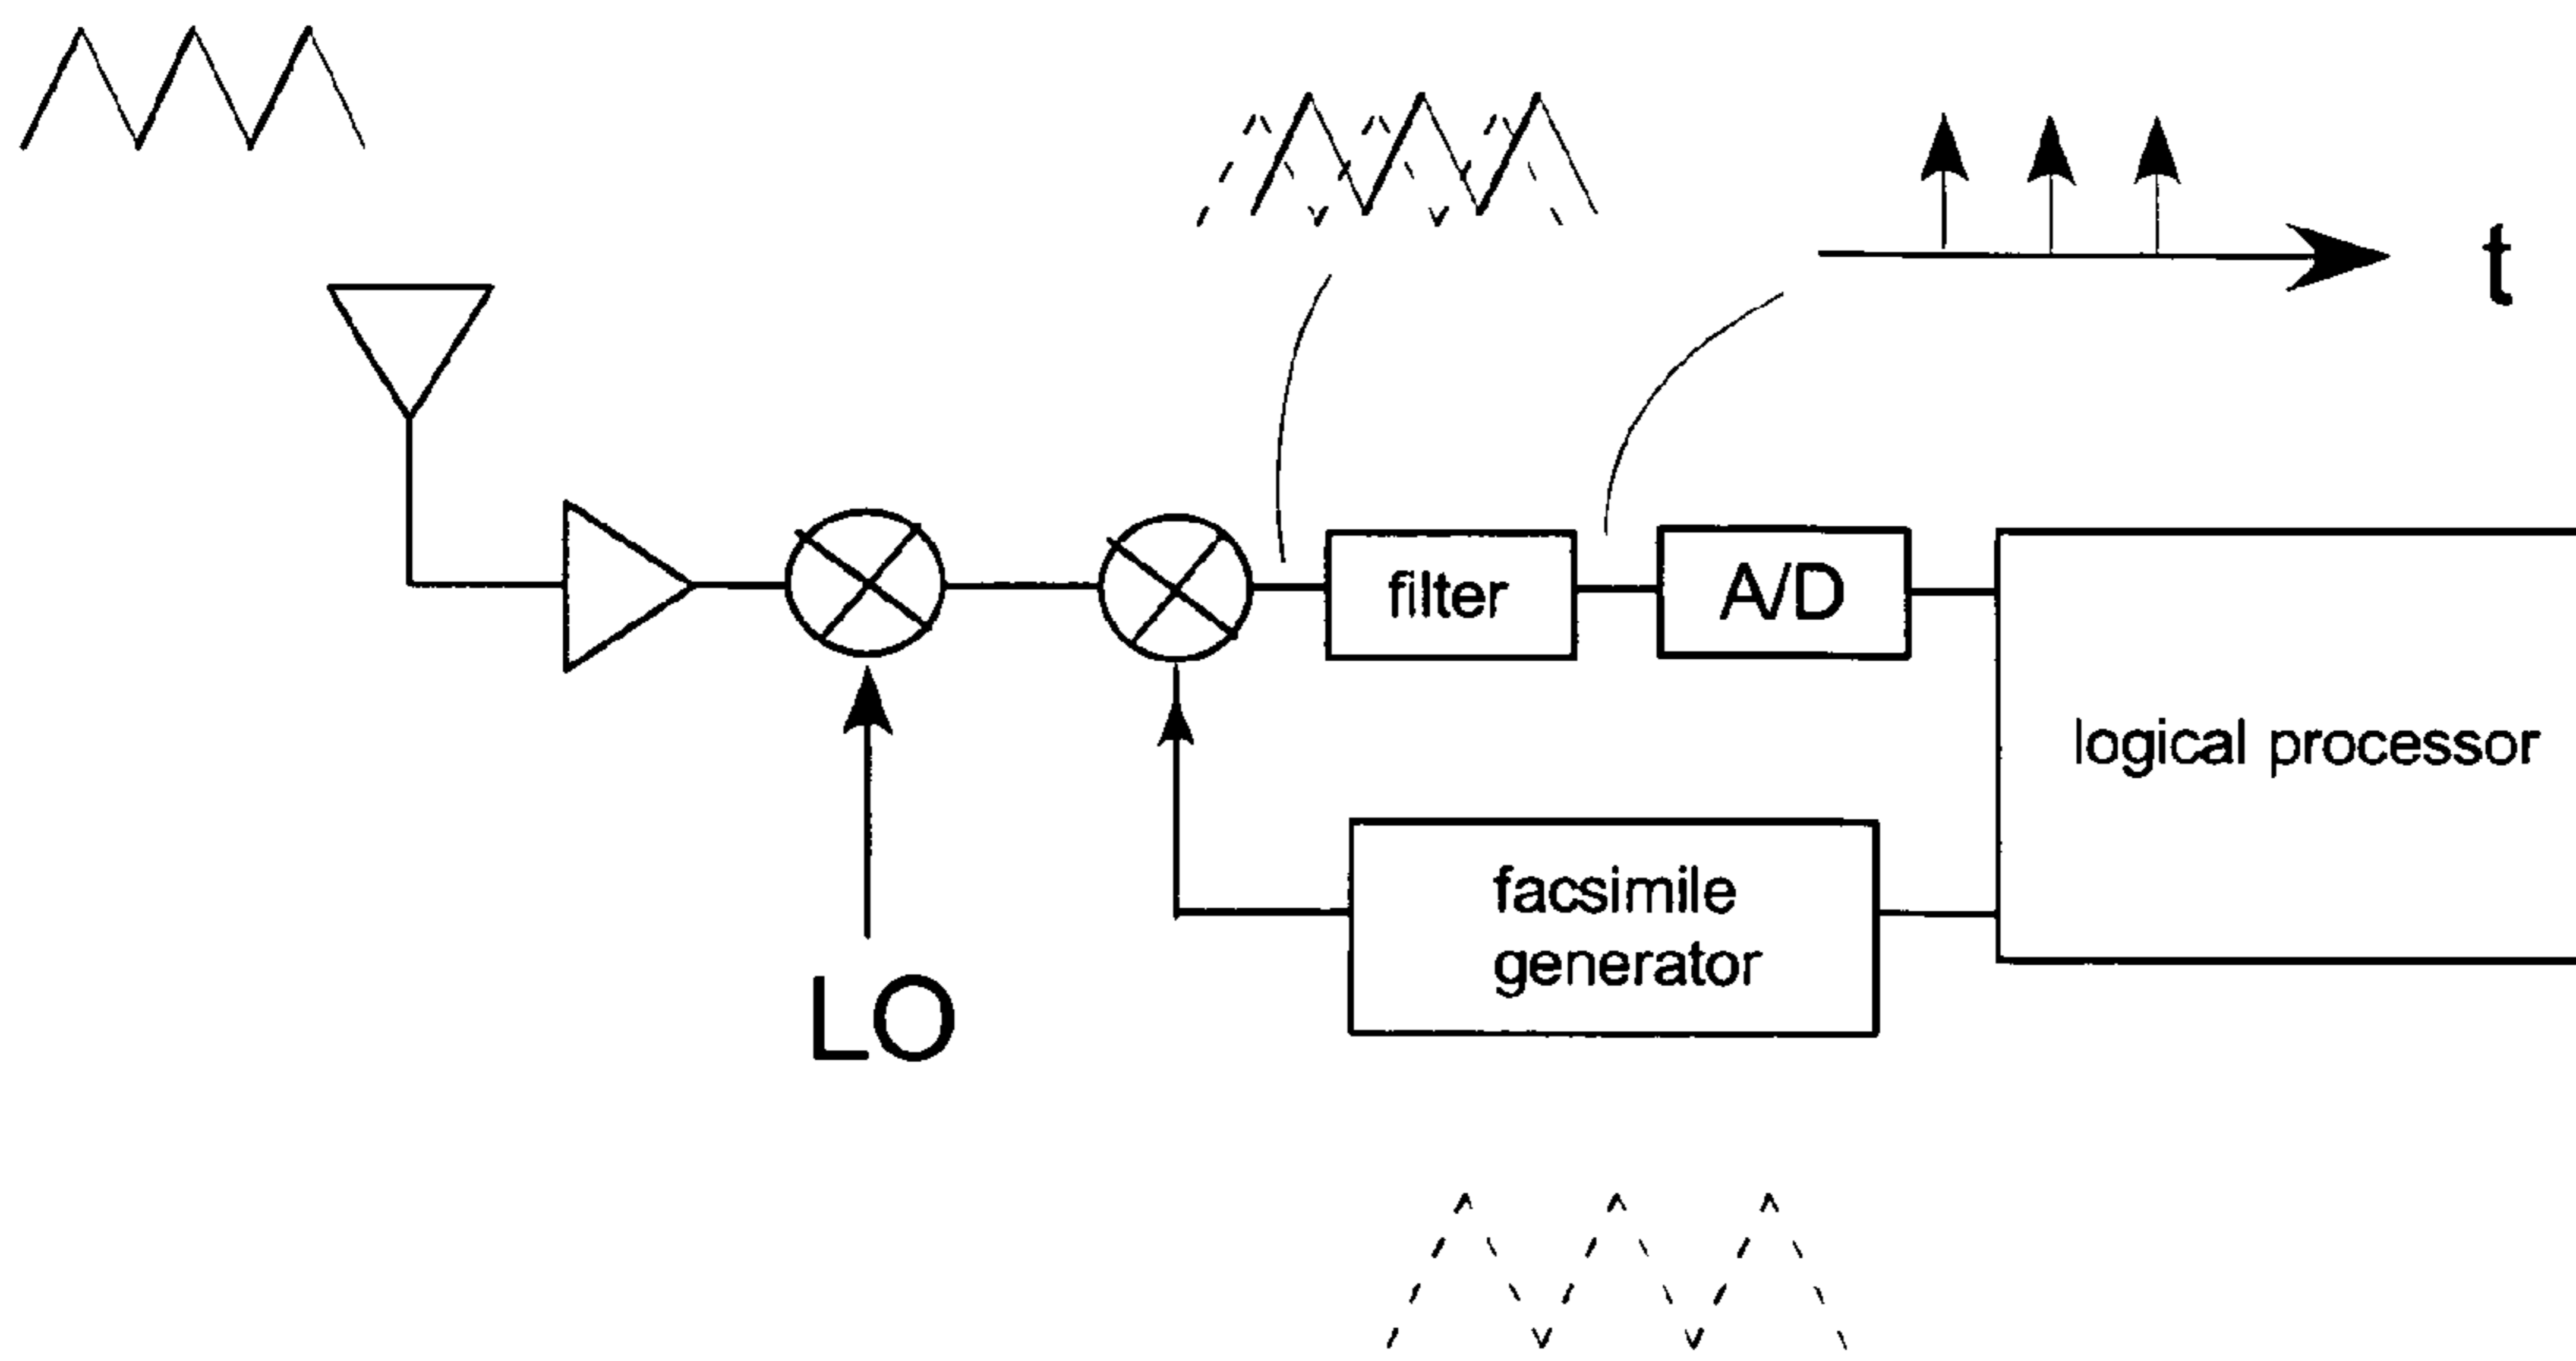 t
filter
A/D
logical processor
facsimile
generator
LO